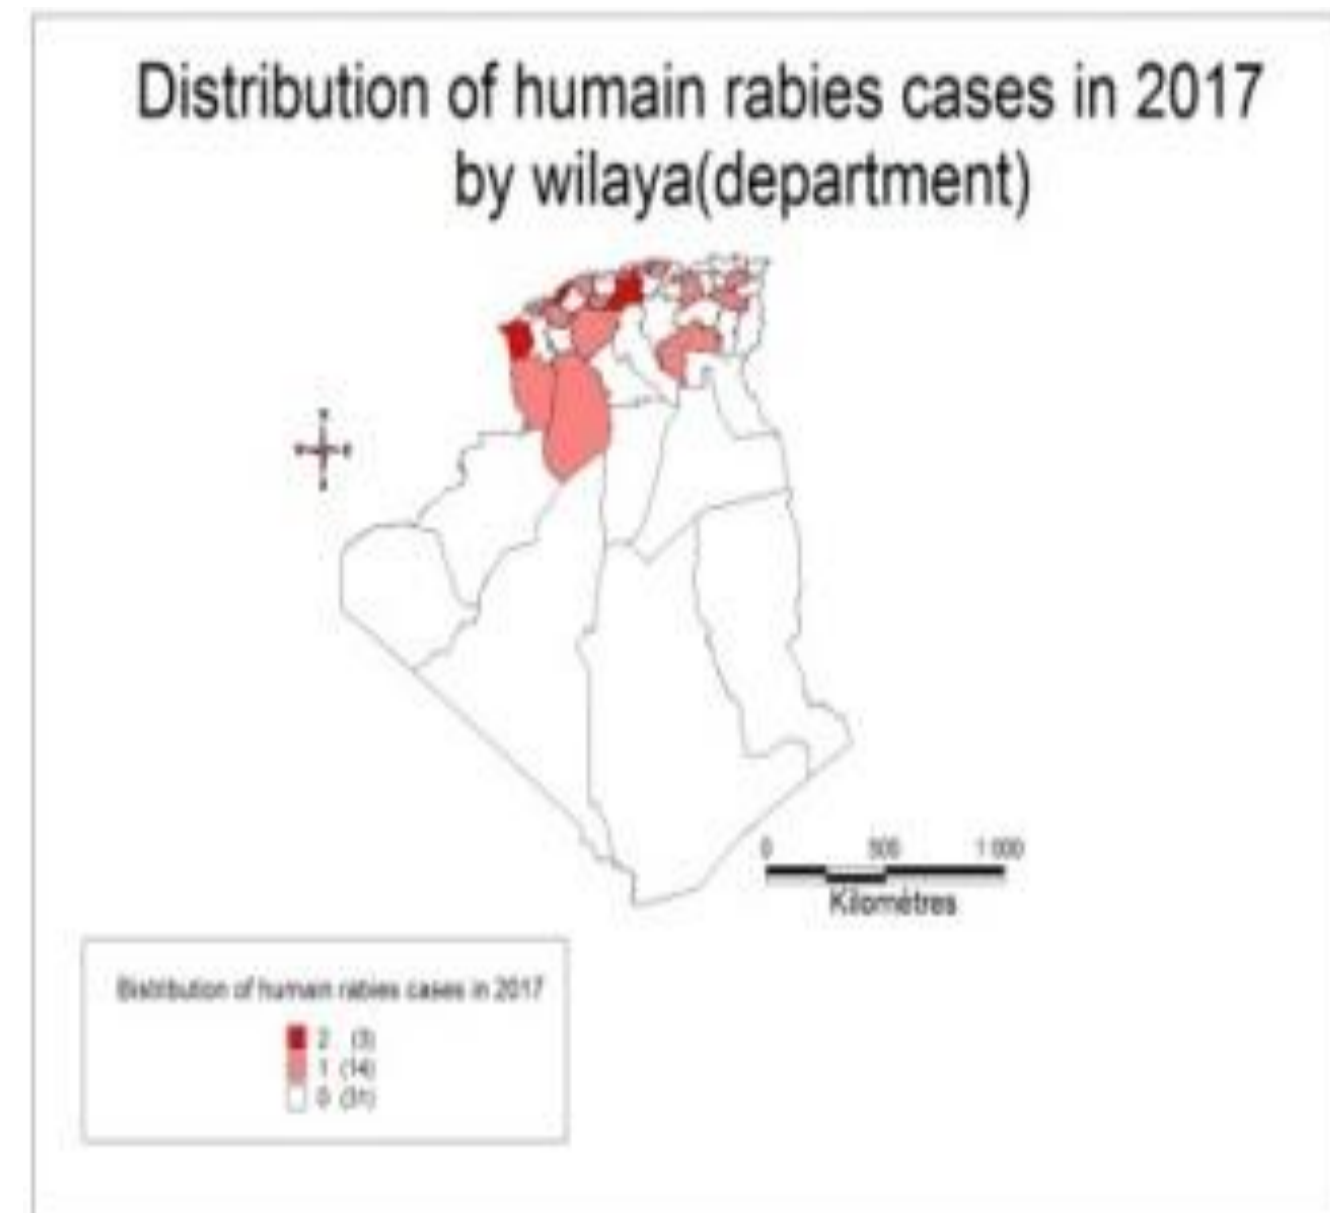 Distribution of humain rabies cases in 2017
by wilaya(department)
0 500 1 000
Kilomètres
Bistribution of humain rabies cases in 2017
2 (3)
1 (14)
0 (31)